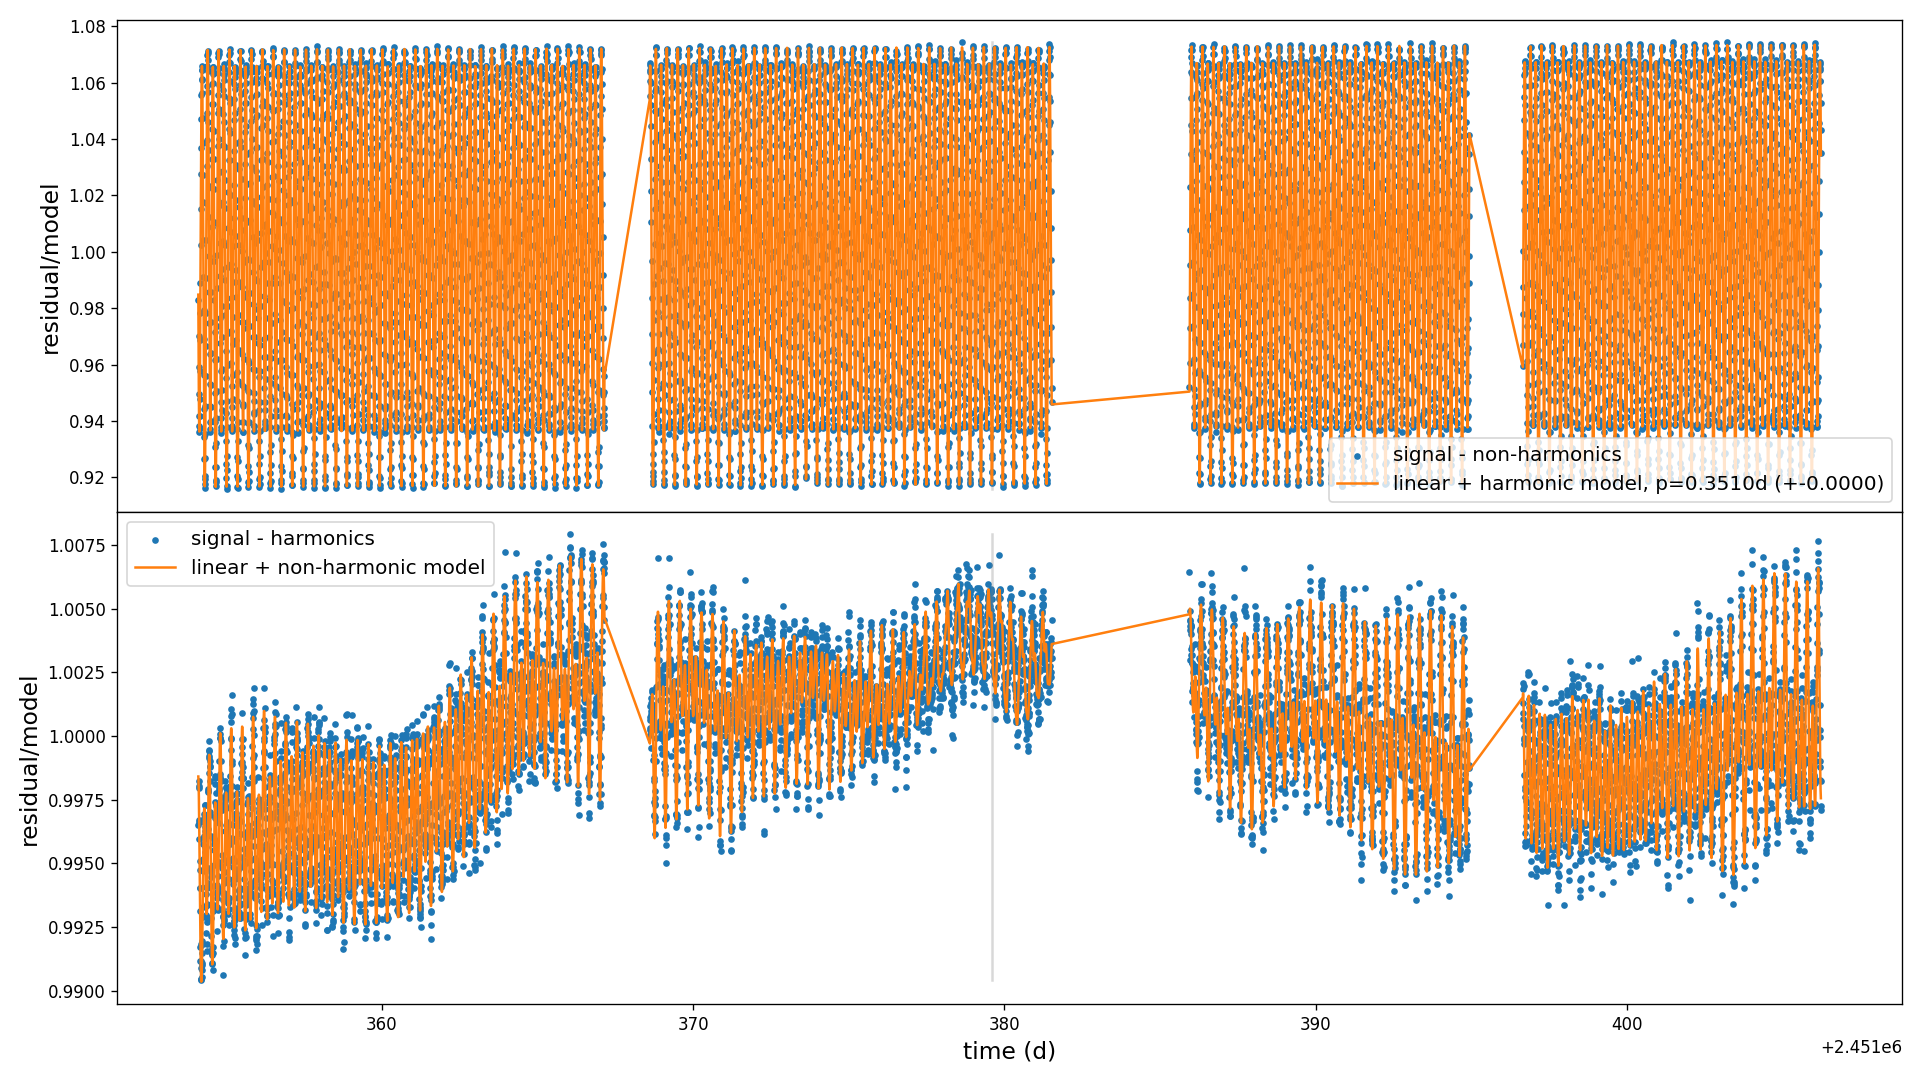 1.08
1.06
1.04
1.02
1.00
0.98
0.96
0.94
0.92
residual/model
signal - non-harmonics
linear + harmonic model, p=0.3510d (+-0.0000)
signal - harmonics
linear + non-harmonic model
1.0075
1.0050
1.0025
1.0000
0.9975
0.9950
0.9925
0.9900
residual/model
360
370
380
390
400
time (d)
+2.451e6